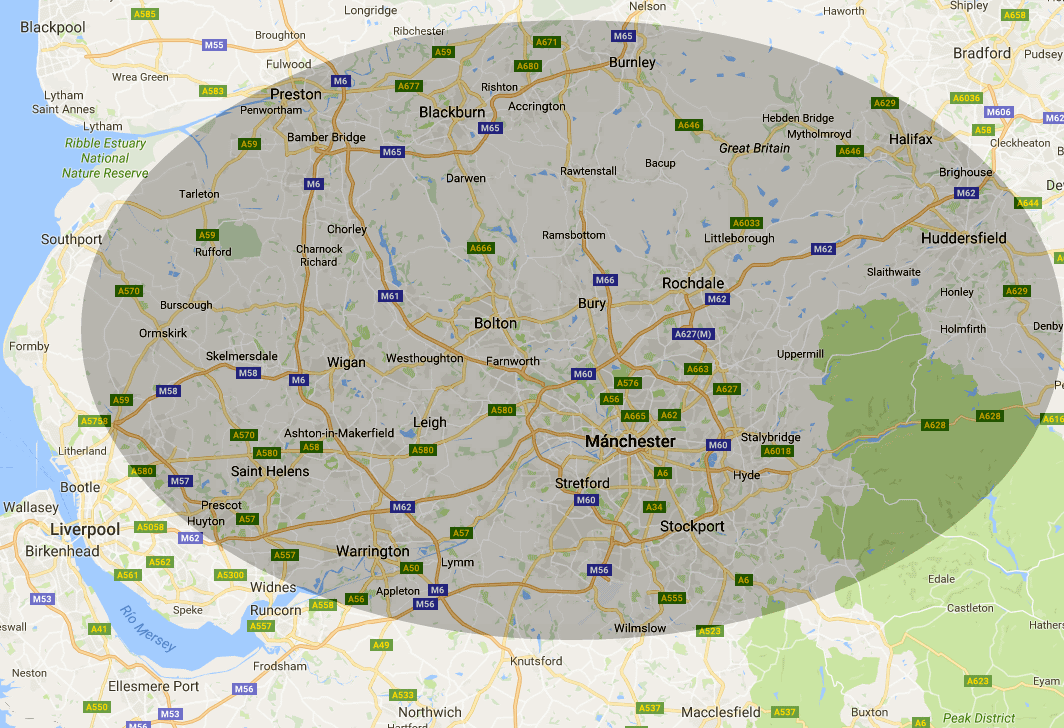 Longridge
Nelson
Haworth
Shipley
A585
A658
Blackpool
Broughton
Ribchester
A671
M65
M55
A59
Bradford
Pudsey
Fulwood
A680
Burnley
Wrea Green
M6
A677
Rishton
A583
Preston
Lytham
Saint Annes
Penwortham
Blackburn
Accrington
A629
A6036
M606
M62
Lytham
M65
A646
Hebden Bridge
Mytholmroyd
A58
Ribble Estuary
National
Nature Reserve
A59
Bamber Bridge
M65
Great Britain
A646
Halifax
Cleckheaton
Bacup
Rawtenstall
Brighouse
M6
Darwen
De
Tarleton
M62
A644
A6033
Southport
A59
Chorley
Ramsbottom
Littleborough
Huddersfield
Rufford
Charnock
Richard
A666
M62
Slaithwaite
M66
Rochdale
A570
M61
Honley
A629
Burscough
Bury
M62
Bolton
Holmfirth
Denby
Ormskirk
A627(M)
Formby
Skelmersdale
Wigan
Westhoughton
Farnworth
Uppermill
M58
M6
M60
A663
M58
A576
A627
Pe
A59
A56
A580
A665
A62
A628
A5758
Leigh
A628
A616
A570
Ashton-in-Makerfield
Mánchester
Stalybridge
Litherland
A580
A58
A580
M60
A6018
A580
Saint Helens
A6
Hyde
Bootle
M57
Stretford
Wallasey
Prescot
M62
M60
A34
Huyton
A57
Liverpool
A5058
Stockport
M62
A57
Birkenhead
A562
A557
Warrington
Lymm
A561
A5300
A50
M56
A6
Edale
Widnes
Appleton
M6
M53
Runcorn
A558
A56
M56
A555
Castleton
Speke
Río Mersey
eswall
A41
A557
Wilmslow
A523
Hathers
A49
Neston
Frodsham
Knutsford
Ellesmere Port
M56
A623
Eyam
A550
A533
M53
Northwich
A537
Macclesfield
A537
Buxton
Peak District
M56
Hartford
A6